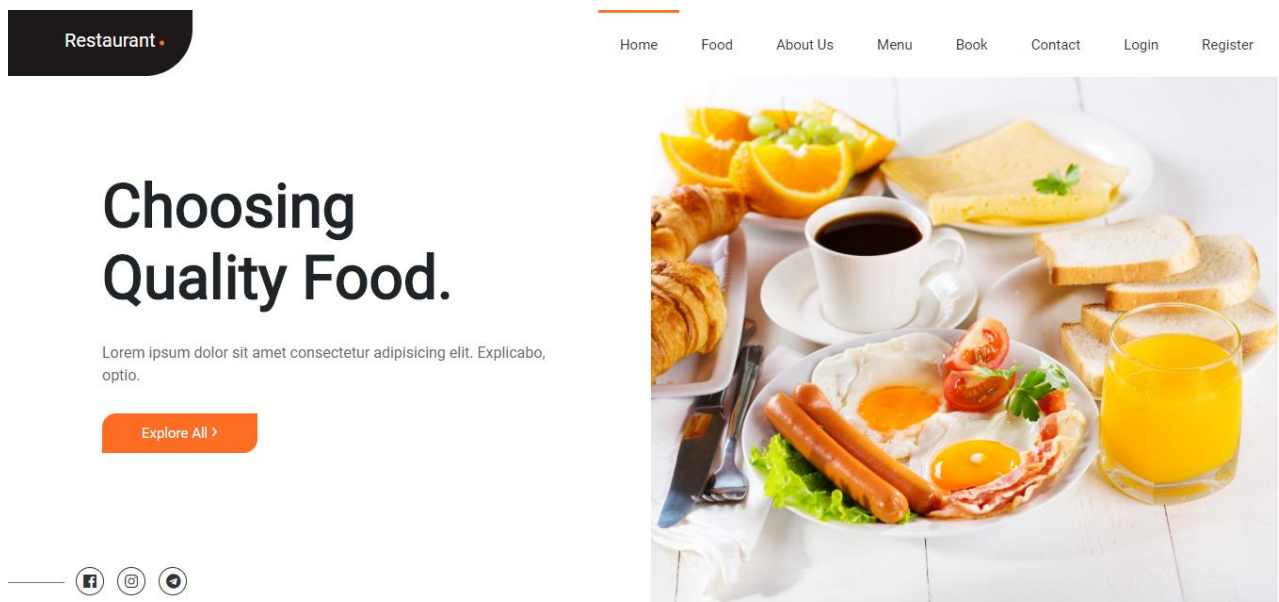 Restaurant
Home Food About Us Menu Book Contact Login Register
Choosing
Quality Food.
Lorem ipsum dolor sit amet consectetur adipisicing elit. Explicabo,
optio.
Explore All ›